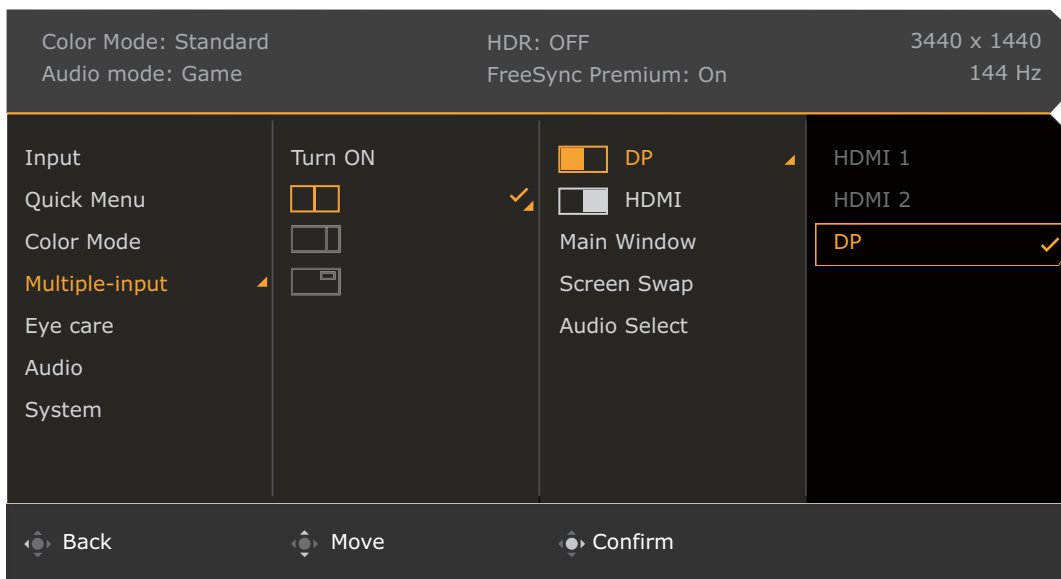 Color Mode: Standard
HDR: OFF
3440 x 1440
Audio mode: Game
FreeSync Premium: On
144 Hz
Input
Quick Menu
Color Mode
Multiple-input
Eye care
Audio
System
Turn ON
DP
HDMI
Main Window
Screen Swap
Audio Select
HDMI 1
HDMI 2
DP
Back
Move
Confirm